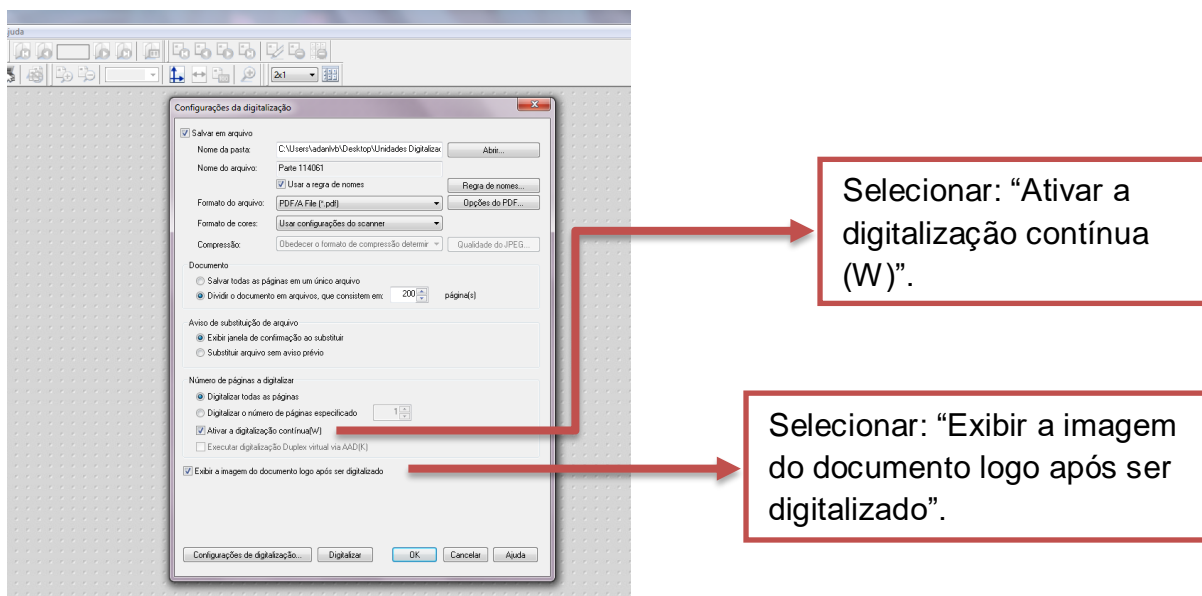 juda
2x1
Configurações da digitalização
Salvar em arquivo
Nome da pasta:
C:\Users\adanlvb\Desktop\Unidades Digitalizac
Abrir...
Nome do arquivo:
Parte 114061
Usar a regra de nomes
Regra de nomes...
Formato do arquivo:
PDF/A File (*.pdf)
Opções do PDF...
Formato de cores:
Usar configurações do scanner
Compressão:
Obedecer o formato de compressão determir
Qualidade do JPEG...
Documento
Salvar todas as páginas em um único arquivo
Dividir o documento em arquivos, que consistem em: 200 página(s)
Aviso de substituição de arquivo
Exibir janela de confirmação ao substituir
Substituir arquivo sem aviso prévio
Número de páginas a digitalizar
Digitalizar todas as páginas
Digitalizar o número de páginas especificado 1
Ativar a digitalização contínua(W)
Executar digitalização Duplex virtual via AAD(K)
Exibir a imagem do documento logo após ser digitalizado
Configurações de digitalização... Digitalizar OK Cancelar Ajuda
Selecionar: “Ativar a
digitalização contínua
(W)”.
Selecionar: “Exibir a imagem
do documento logo após ser
digitalizado”.